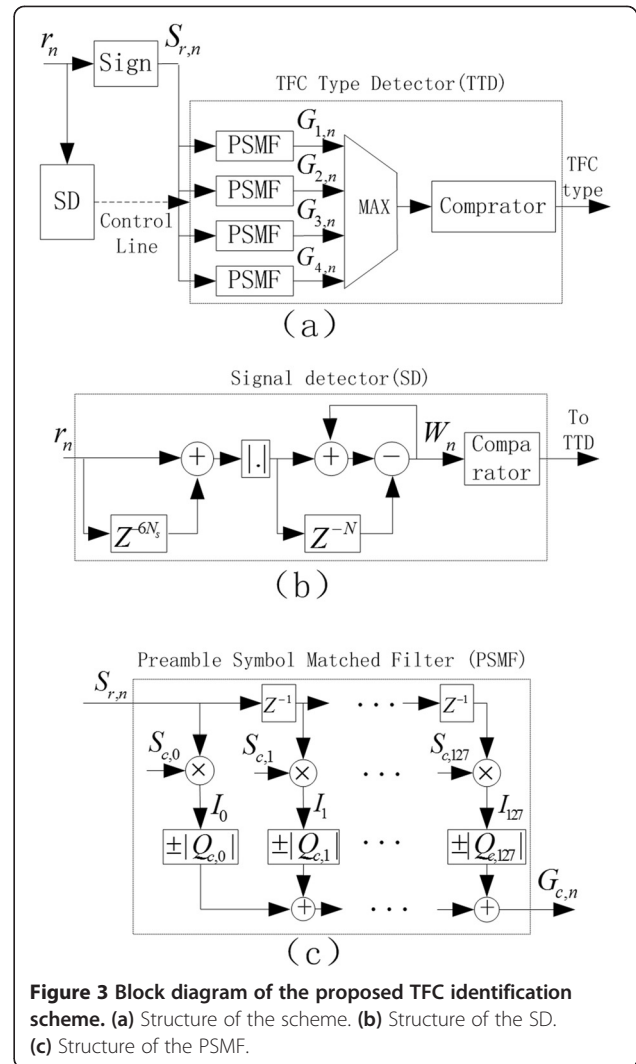 r_n
Sign
S_{r,n}
TFC Type Detector(TTD)
PSMF
G_{1,n}
PSMF
G_{2,n}
PSMF
G_{3,n}
PSMF
G_{4,n}
SD
Control
Line
MAX
Comprator
TFC
type
(a)
Signal detector(SD)
r_n
+
|.|
+
−
W_n
Compa
rator
To
TTD
Z^{-6N_s}
Z^{-N}
(b)
Preamble Symbol Matched Filter (PSMF)
S_{r,n}
Z^{-1}
· · ·
Z^{-1}
S_{c,0}
×
S_{c,1}
×
· · ·
S_{c,127}
×
I_0
I_1
I_{127}
±|Q_{c,0}|
±|Q_{c,1}|
· · ·
±|Q_{c,127}|
+
· · ·
+
G_{c,n}
(c)
Figure 3 Block diagram of the proposed TFC identification
scheme. (a) Structure of the scheme. (b) Structure of the SD.
(c) Structure of the PSMF.